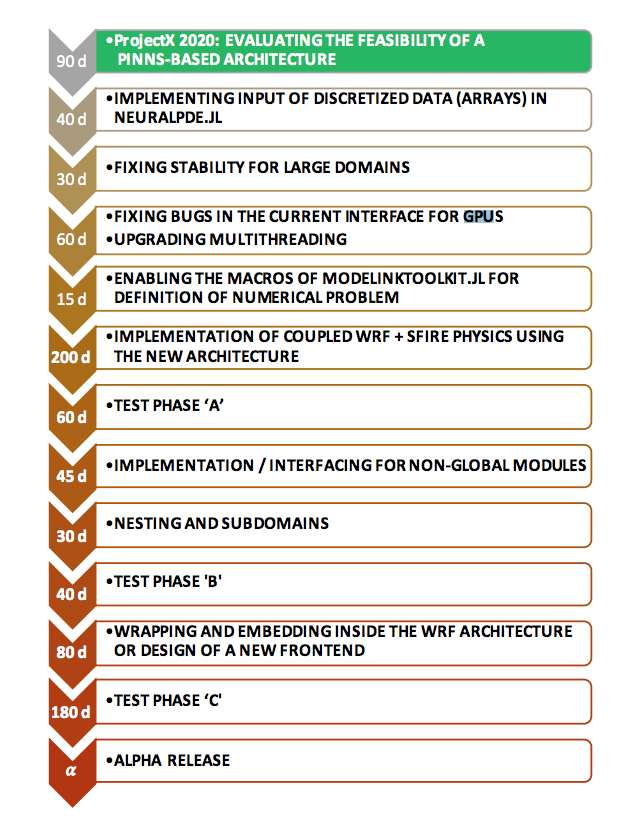 90 d
•ProjectX 2020: EVALUATING THE FEASIBILITY OF A
PINNS-BASED ARCHITECTURE
40 d
•IMPLEMENTING INPUT OF DISCRETIZED DATA (ARRAYS) IN
NEURALPDE.JL
30 d
•FIXING STABILITY FOR LARGE DOMAINS
60 d
•FIXING BUGS IN THE CURRENT INTERFACE FOR GPUS
•UPGRADING MULTITHREADING
15 d
•ENABLING THE MACROS OF MODELINKTOOLKIT.JL FOR
DEFINITION OF NUMERICAL PROBLEM
200 d
•IMPLEMENTATION OF COUPLED WRF + SFIRE PHYSICS USING
THE NEW ARCHITECTURE
60 d
•TEST PHASE ‘A’
45 d
•IMPLEMENTATION / INTERFACING FOR NON-GLOBAL MODULES
30 d
•NESTING AND SUBDOMAINS
40 d
•TEST PHASE 'B'
80 d
•WRAPPING AND EMBEDDING INSIDE THE WRF ARCHITECTURE
OR DESIGN OF A NEW FRONTEND
180 d
•TEST PHASE ‘C'
α
•ALPHA RELEASE